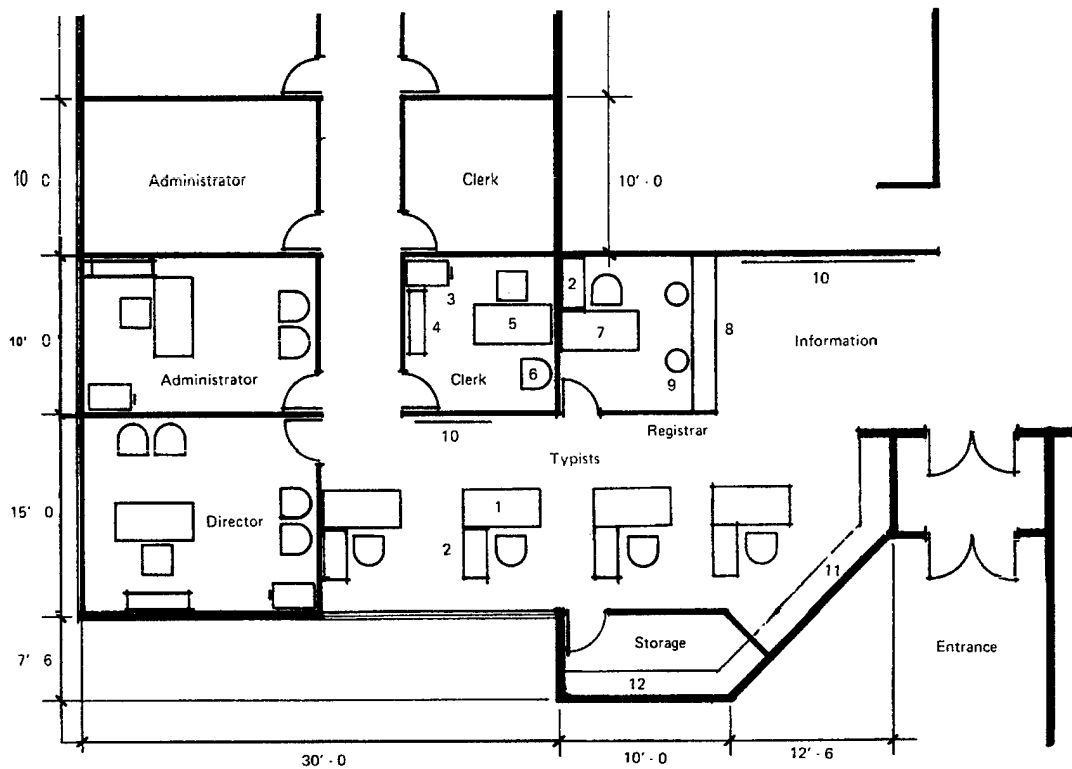 Administrator
Clerk
10 0
10' - 0
2
10
3
4
5
7
8
Information
10' 0
6
9
Administrator
Clerk
10
Registrar
Typists
1
15' 0
Director
2
11
Storage
Entrance
7' 6
12
30' - 0
10' - 0
12' - 6